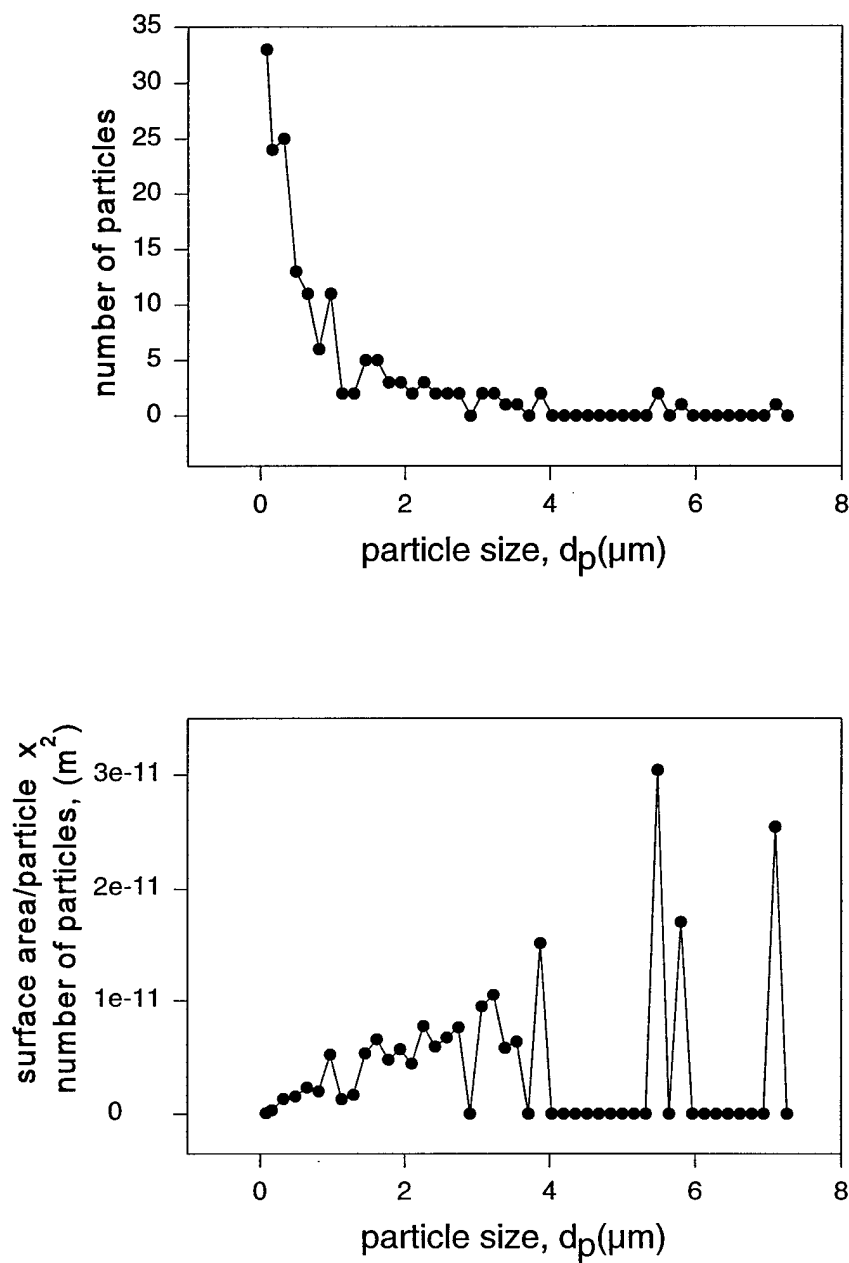 35
30
25
20
15
10
5
0
number of particles
0 2 4 6 8
particle size, dp(µm)
surface area/particle x
number of particles, (m2)
3e-11
2e-11
1e-11
0
0 2 4 6 8
particle size, dp(µm)